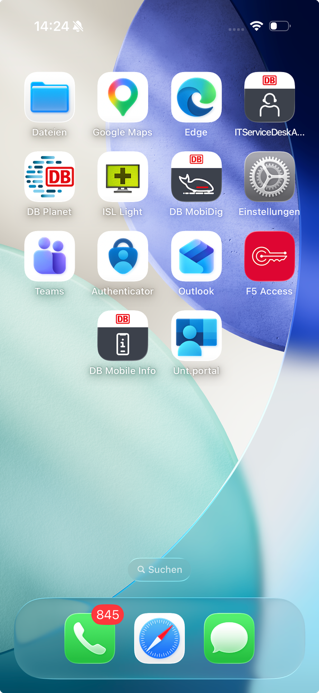 14:24
Dateien
Google Maps
Edge
DB
ITServiceDeskA...
DB
DB Planet
ISL Light
DB
DB MobiDig
Einstellungen
Teams
Authenticator
Outlook
F5 Access
DB
DB Mobile Info
Unt.portal
Suchen
845